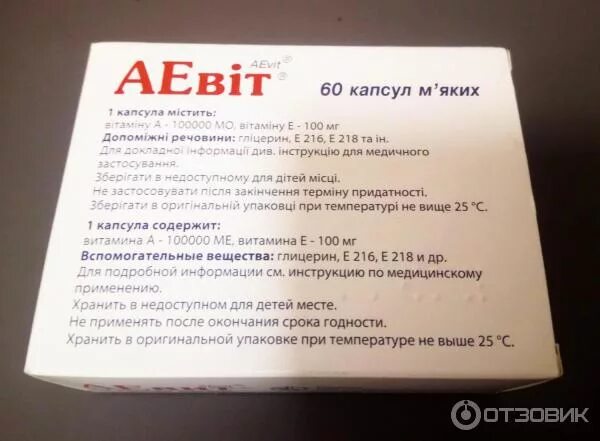 AEvit®
АЕвіт®
60 капсул м'яких
1 капсула містить:
вітаміну А - 100000 МО, вітаміну Е - 100 мг
Допоміжні речовини: гліцерин, Е 216, Е 218 та ін.
Для докладної інформації див. інструкцію для медичного
застосування.
Зберігати в недоступному для дітей місці.
Не застосовувати після закінчення терміну придатності.
Зберігати в оригінальній упаковці при температурі не вище 25 °С.
1 капсула содержит:
витамина А - 100000 МЕ, витамина Е - 100 мг
Вспомогательные вещества: глицерин, Е 216, Е 218 и др.
Для подробной информации см. инструкцию по медицинскому
применению.
Хранить в недоступном для детей месте.
Не применять после окончания срока годности.
Хранить в оригинальной упаковке при температуре не выше 25 °С.
АЕвит
ОТЗОВИК